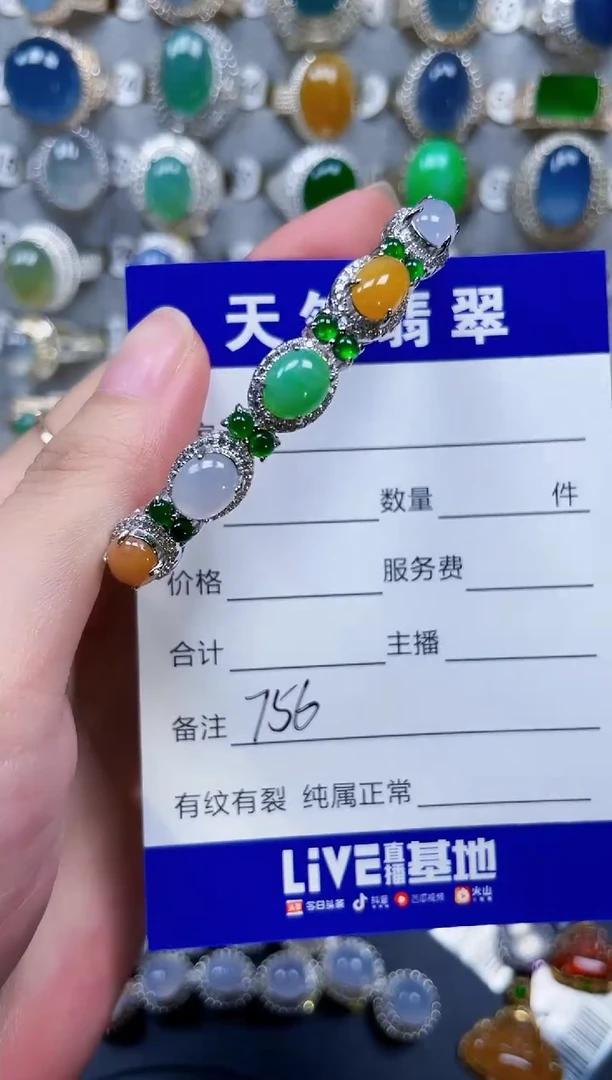 天然翡翠
数量 件
价格 服务费
合计 主播
备注 756
有纹有裂 纯属正常
LiVE直播基地
头条 今日头条 抖音 西瓜视频 火山